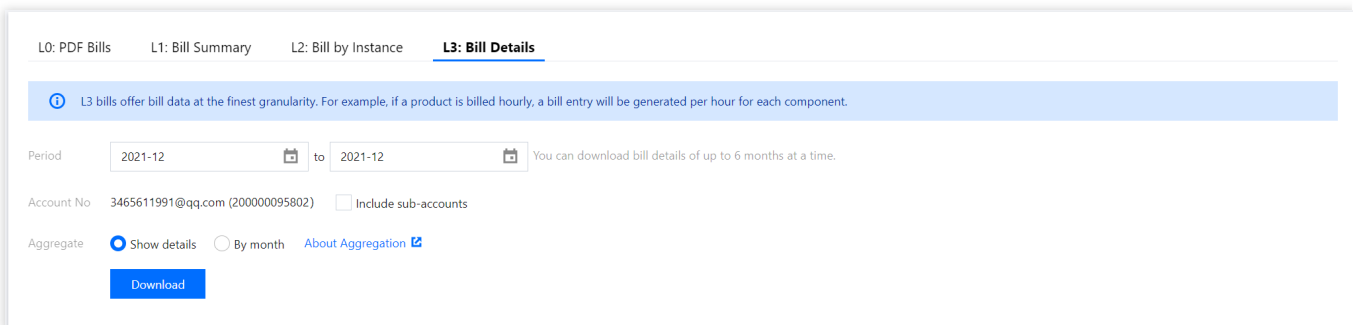 L0: PDF Bills L1: Bill Summary L2: Bill by Instance L3: Bill Details
L3 bills offer bill data at the finest granularity. For example, if a product is billed hourly, a bill entry will be generated per hour for each component.
Period 2021-12 to 2021-12 You can download bill details of up to 6 months at a time.
Account No 3465611991@qq.com (200000095802) Include sub-accounts
Aggregate Show details By month About Aggregation
Download